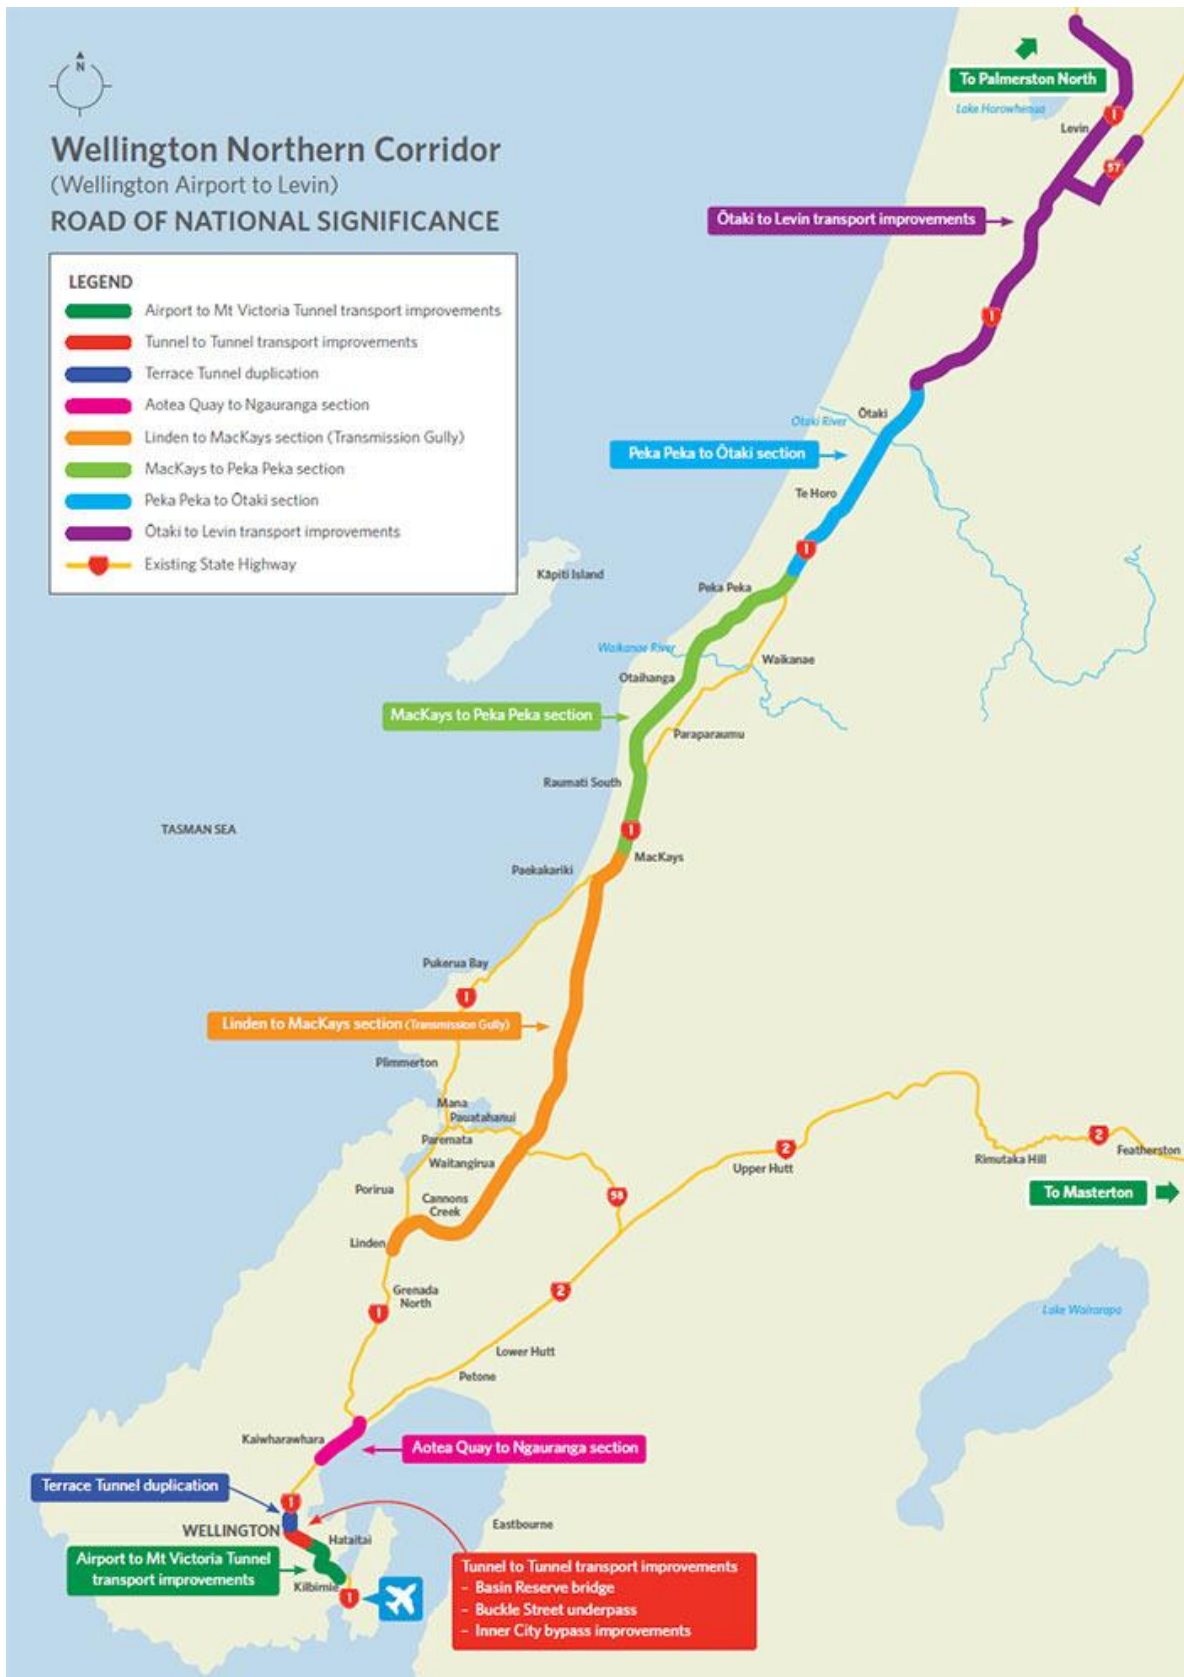 N
Wellington Northern Corridor
(Wellington Airport to Levin)
ROAD OF NATIONAL SIGNIFICANCE
LEGEND
Airport to Mt Victoria Tunnel transport improvements
Tunnel to Tunnel transport improvements
Terrace Tunnel duplication
Aotea Quay to Ngauranga section
Linden to MacKays section (Transmission Gully)
MacKays to Peka Peka section
Peka Peka to Ōtaki section
Ōtaki to Levin transport improvements
Existing State Highway
To Palmerston North
Lake Horowhenua
1
Levin
57
Ōtaki to Levin transport improvements
1
Ōtaki
Otaki River
Peka Peka to Ōtaki section
Te Horo
1
Kāpiti Island
Peka Peka
Waikanae River
Waikanae
Otaihanga
MacKays to Peka Peka section
Paraparaumu
Raumati South
TASMAN SEA
1
MacKays
Paekakariki
Pukerua Bay
1
Linden to MacKays section (Transmission Gully)
Plimmerton
Mana
Pauatahanui
Paremata
Waitangirua
Porirua
Cannons
Creek
58
Linden
2
Upper Hutt
Rimutaka Hill
2
Featherston
To Masterton
Grenada
North
1
2
Lake Wairarapa
Lower Hutt
Petone
Kaiwharawhara
Aotea Quay to Ngauranga section
Terrace Tunnel duplication
1
WELLINGTON
Hataitai
Eastbourne
Airport to Mt Victoria Tunnel
transport improvements
Kilbirnie
1
Tunnel to Tunnel transport improvements
- Basin Reserve bridge
- Buckle Street underpass
- Inner City bypass improvements